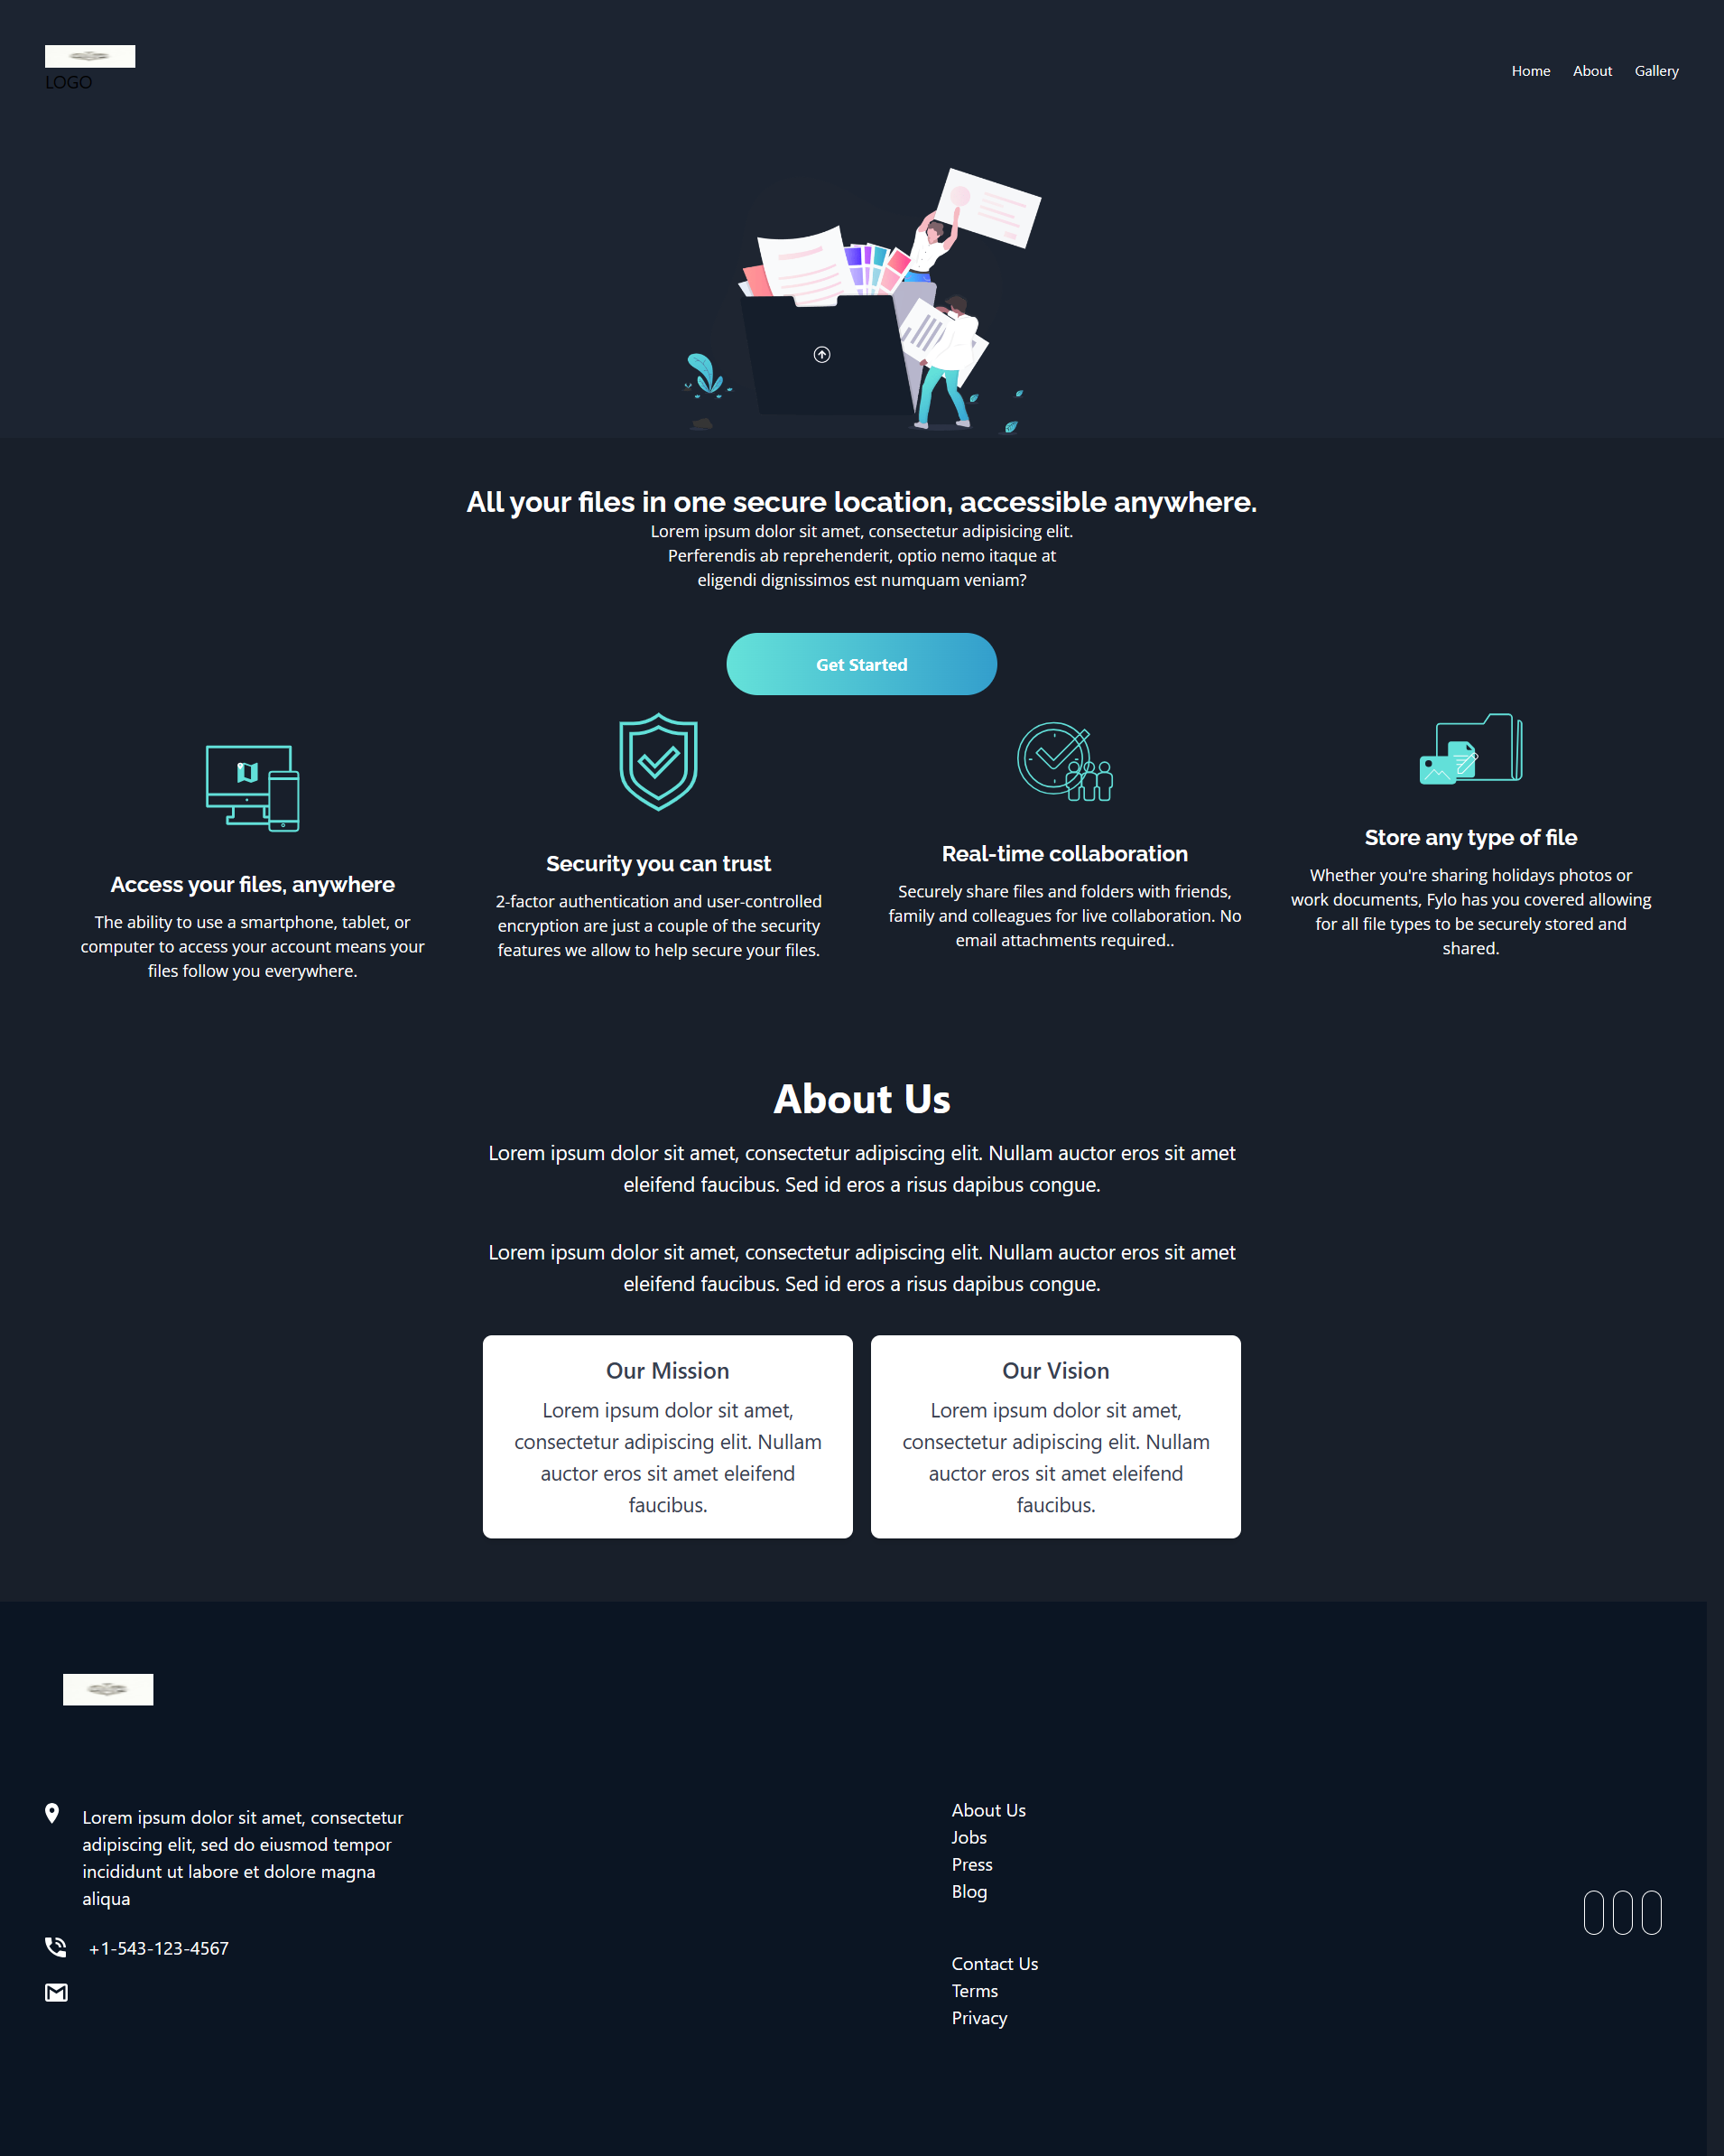 LOGO
Home
About
Gallery
All your files in one secure location, accessible anywhere.
Lorem ipsum dolor sit amet, consectetur adipisicing elit.
Perferendis ab reprehenderit, optio nemo itaque at
eligendi dignissimos est numquam veniam?
Get Started
Access your files, anywhere
The ability to use a smartphone, tablet, or
computer to access your account means your
files follow you everywhere.
Security you can trust
2-factor authentication and user-controlled
encryption are just a couple of the security
features we allow to help secure your files.
Real-time collaboration
Securely share files and folders with friends,
family and colleagues for live collaboration. No
email attachments required..
Store any type of file
Whether you're sharing holidays photos or
work documents, Fylo has you covered allowing
for all file types to be securely stored and
shared.
About Us
Lorem ipsum dolor sit amet, consectetur adipiscing elit. Nullam auctor eros sit amet
eleifend faucibus. Sed id eros a risus dapibus congue.
Lorem ipsum dolor sit amet, consectetur adipiscing elit. Nullam auctor eros sit amet
eleifend faucibus. Sed id eros a risus dapibus congue.
Our Mission
Lorem ipsum dolor sit amet,
consectetur adipiscing elit. Nullam
auctor eros sit amet eleifend
faucibus.
Our Vision
Lorem ipsum dolor sit amet,
consectetur adipiscing elit. Nullam
auctor eros sit amet eleifend
faucibus.
Lorem ipsum dolor sit amet, consectetur
adipiscing elit, sed do eiusmod tempor
incididunt ut labore et dolore magna
aliqua
+1-543-123-4567
About Us
Jobs
Press
Blog
Contact Us
Terms
Privacy